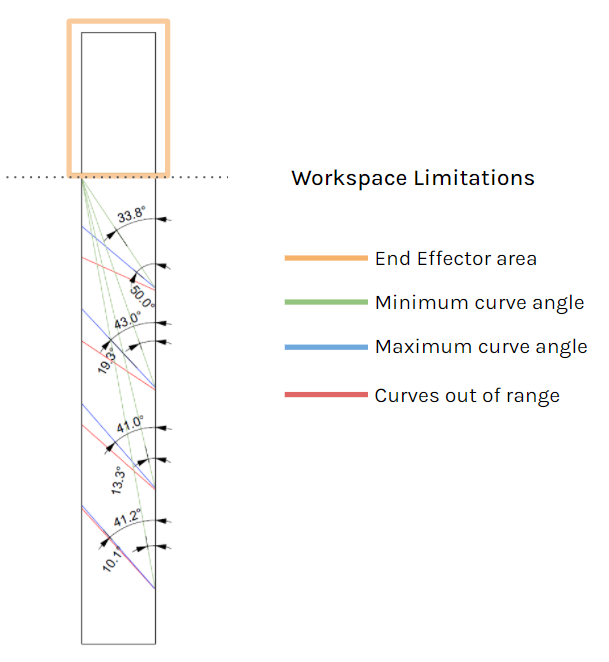 Workspace Limitations
End Effector area
Minimum curve angle
Maximum curve angle
Curves out of range
33.8°
50.0°
43.0°
19.3°
41.0°
13.3°
41.2°
10.1°